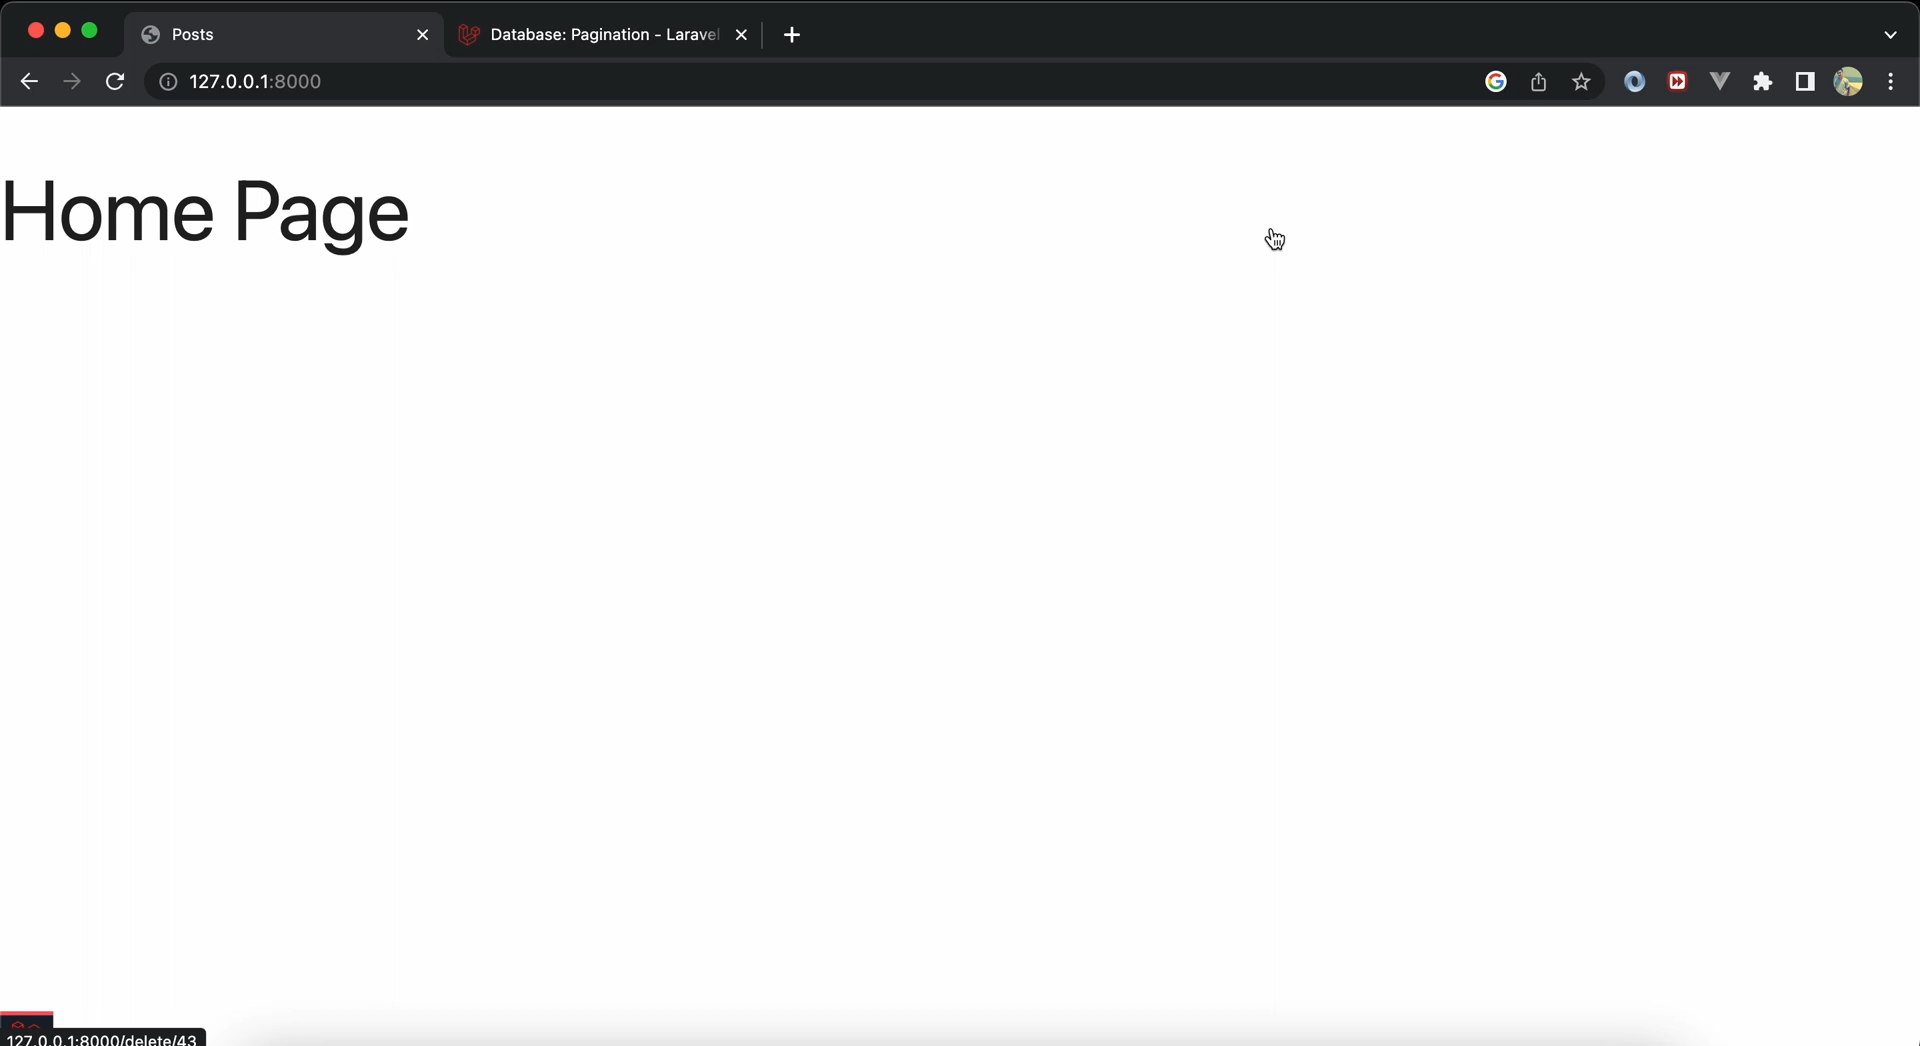 Posts
Database: Pagination - Laravel
127.0.0.1:8000
Home Page
127.0.0.1:8000/delete/43